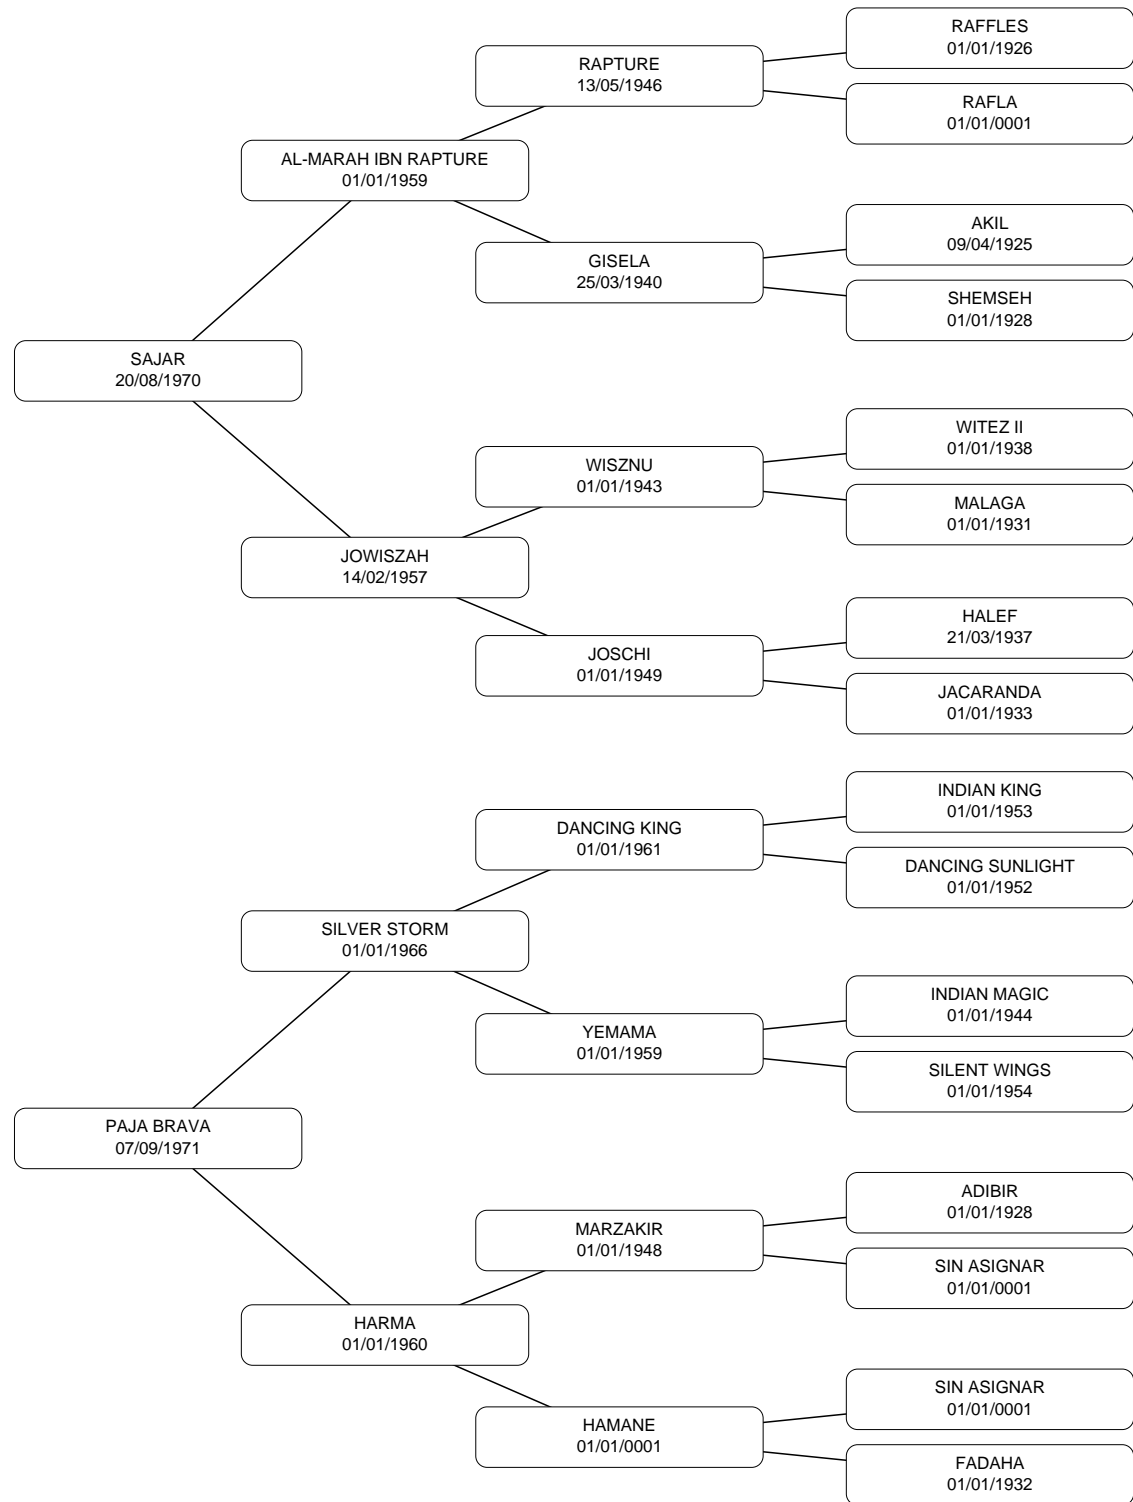 RAFFLES
01/01/1926
RAPTURE
13/05/1946
RAFLA
01/01/0001
AL-MARAH IBN RAPTURE
01/01/1959
AKIL
09/04/1925
GISELA
25/03/1940
SHEMSEH
01/01/1928
SAJAR
20/08/1970
WITEZ II
01/01/1938
WISZNU
01/01/1943
MALAGA
01/01/1931
JOWISZAH
14/02/1957
HALEF
21/03/1937
JOSCHI
01/01/1949
JACARANDA
01/01/1933
INDIAN KING
01/01/1953
DANCING KING
01/01/1961
DANCING SUNLIGHT
01/01/1952
SILVER STORM
01/01/1966
INDIAN MAGIC
01/01/1944
YEMAMA
01/01/1959
SILENT WINGS
01/01/1954
PAJA BRAVA
07/09/1971
ADIBIR
01/01/1928
MARZAKIR
01/01/1948
SIN ASIGNAR
01/01/0001
HARMA
01/01/1960
SIN ASIGNAR
01/01/0001
HAMANE
01/01/0001
FADAHA
01/01/1932